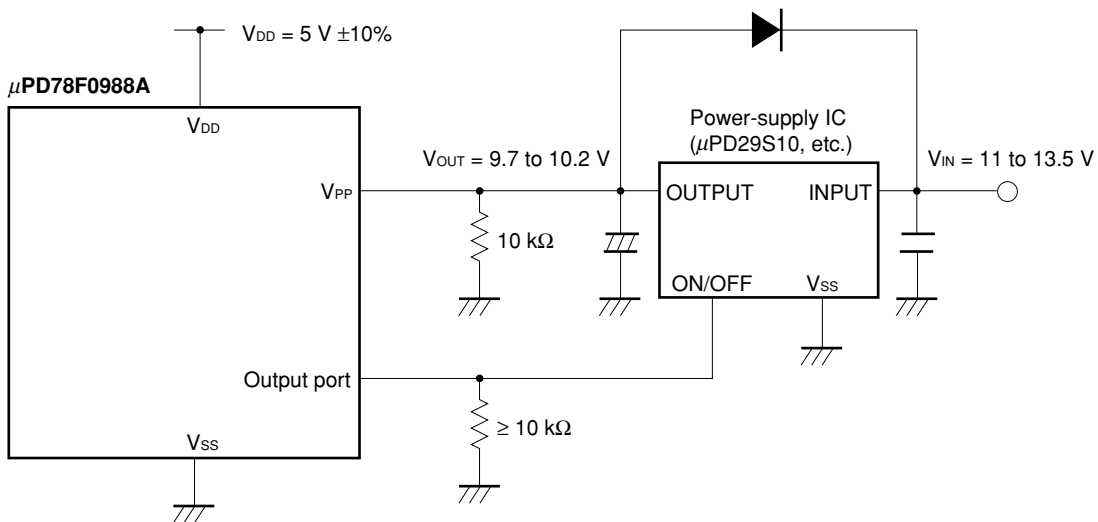 VDD = 5 V ±10%
μPD78F0988A
VDD
Power-supply IC
(μPD29S10, etc.)
VOUT = 9.7 to 10.2 V
VIN = 11 to 13.5 V
VPP
OUTPUT
INPUT
10 kΩ
ON/OFF
VSS
Output port
≥ 10 kΩ
VSS